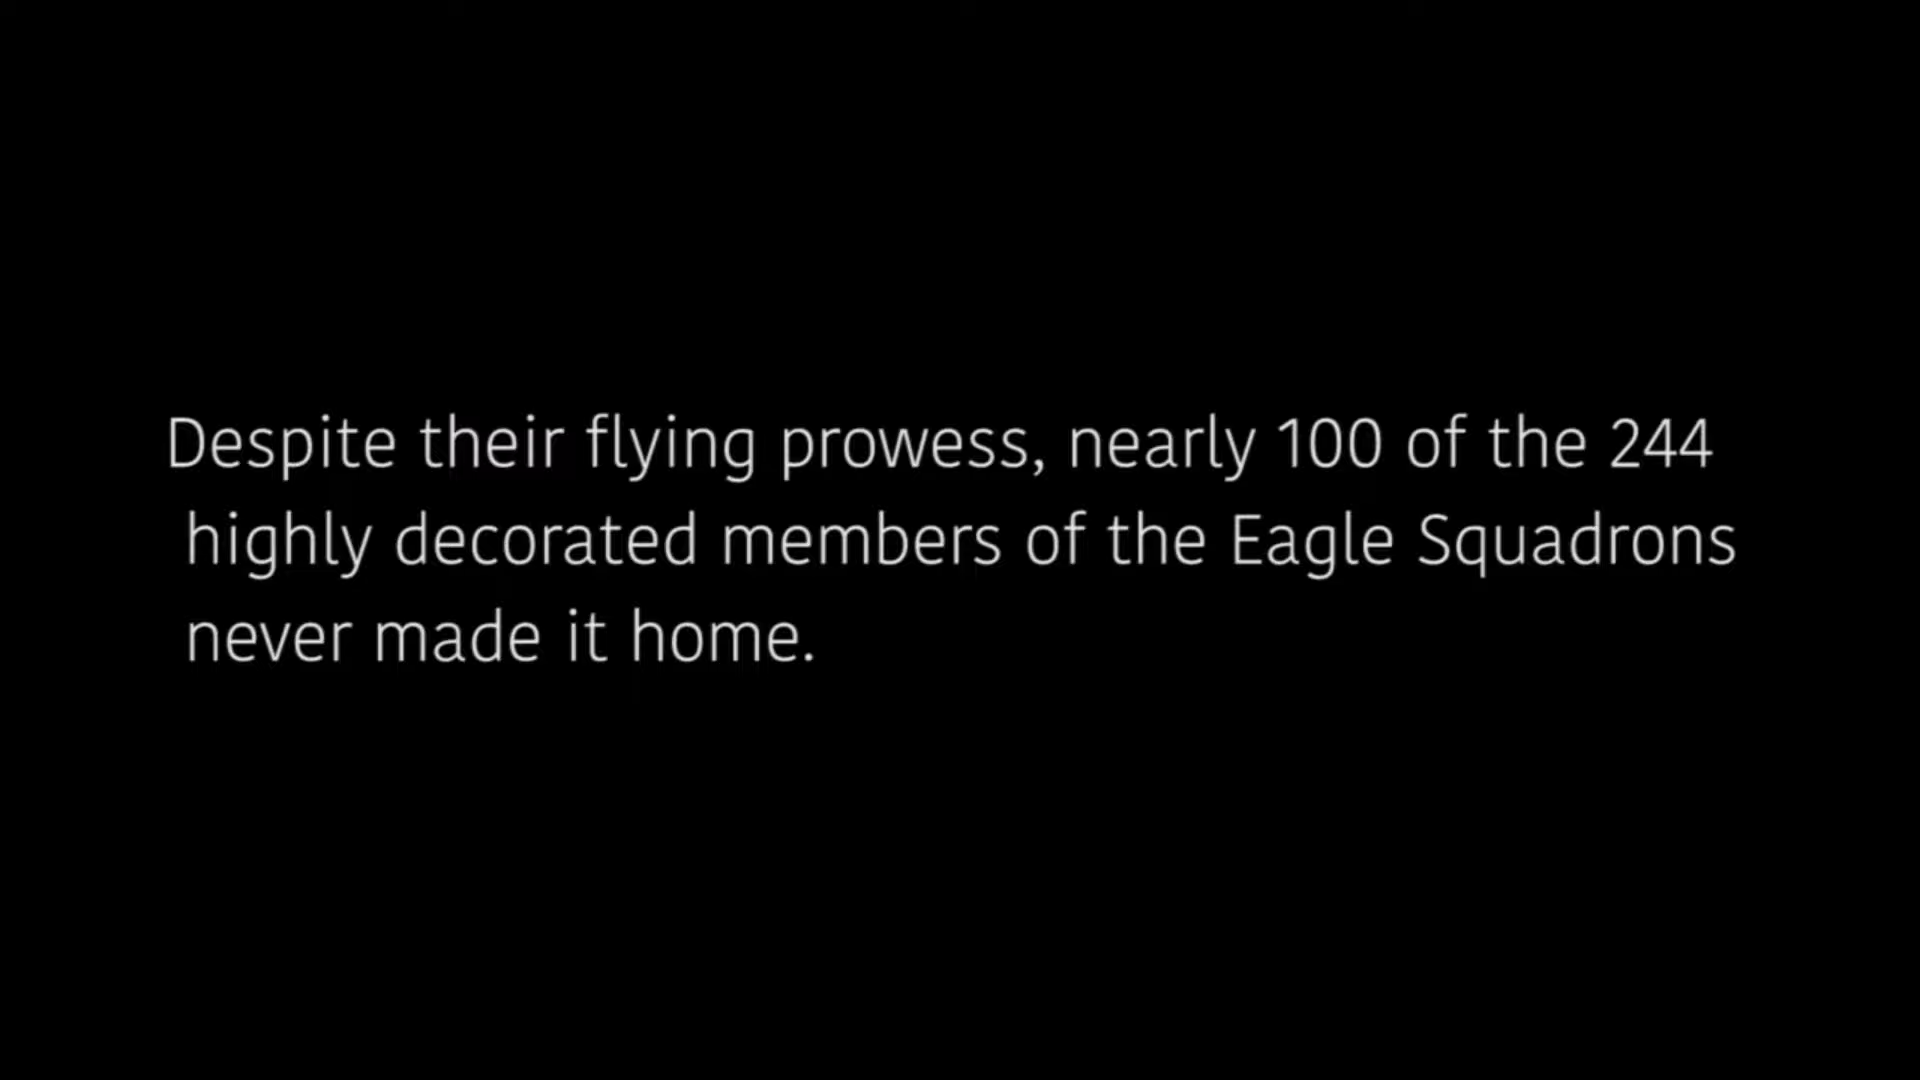 Despite their flying prowess, nearly 100 of the 244
highly decorated members of the Eagle Squadrons
never made it home.